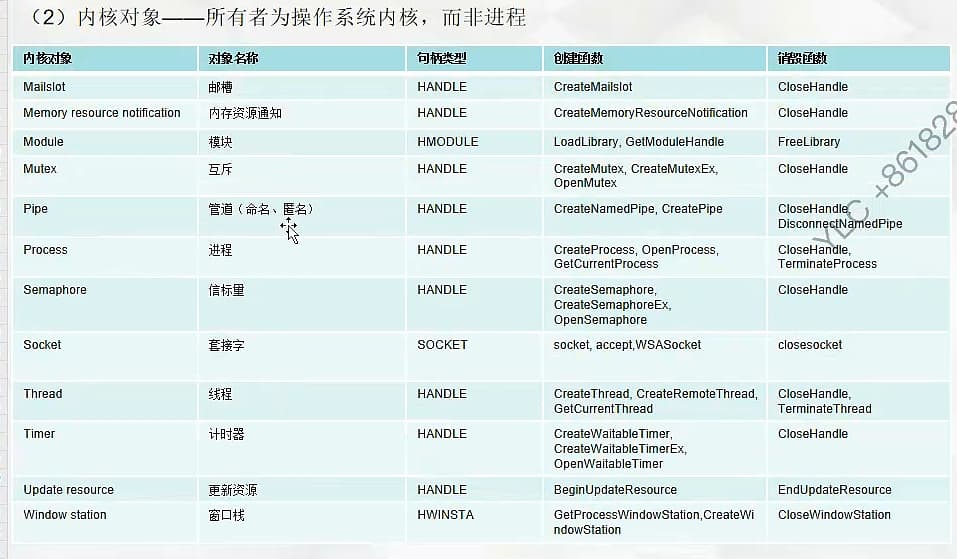 （2）内核对象——所有者为操作系统内核，而非进程
内核对象 对象名称 句柄类型 创建函数 销毁函数
Mailslot 邮槽 HANDLE CreateMailslot CloseHandle
Memory resource notification 内存资源通知 HANDLE CreateMemoryResourceNotification CloseHandle
Module 模块 HMODULE LoadLibrary, GetModuleHandle FreeLibrary
Mutex 互斥 HANDLE CreateMutex, CreateMutexEx, CloseHandle
OpenMutex
Pipe 管道（命名、匿名） HANDLE CreateNamedPipe, CreatePipe CloseHandle,
DisconnectNamedPipe
Process 进程 HANDLE CreateProcess, OpenProcess, CloseHandle,
GetCurrentProcess TerminateProcess
Semaphore 信标量 HANDLE CreateSemaphore, CloseHandle
CreateSemaphoreEx,
OpenSemaphore
Socket 套接字 SOCKET socket, accept,WSASocket closesocket
Thread 线程 HANDLE CreateThread, CreateRemoteThread, CloseHandle,
GetCurrentThread TerminateThread
Timer 计时器 HANDLE CreateWaitableTimer, CloseHandle
CreateWaitableTimerEx,
OpenWaitableTimer
Update resource 更新资源 HANDLE BeginUpdateResource EndUpdateResource
Window station 窗口栈 HWINSTA GetProcessWindowStation,CreateWi CloseWindowStation
ndowStation
YLC +861828